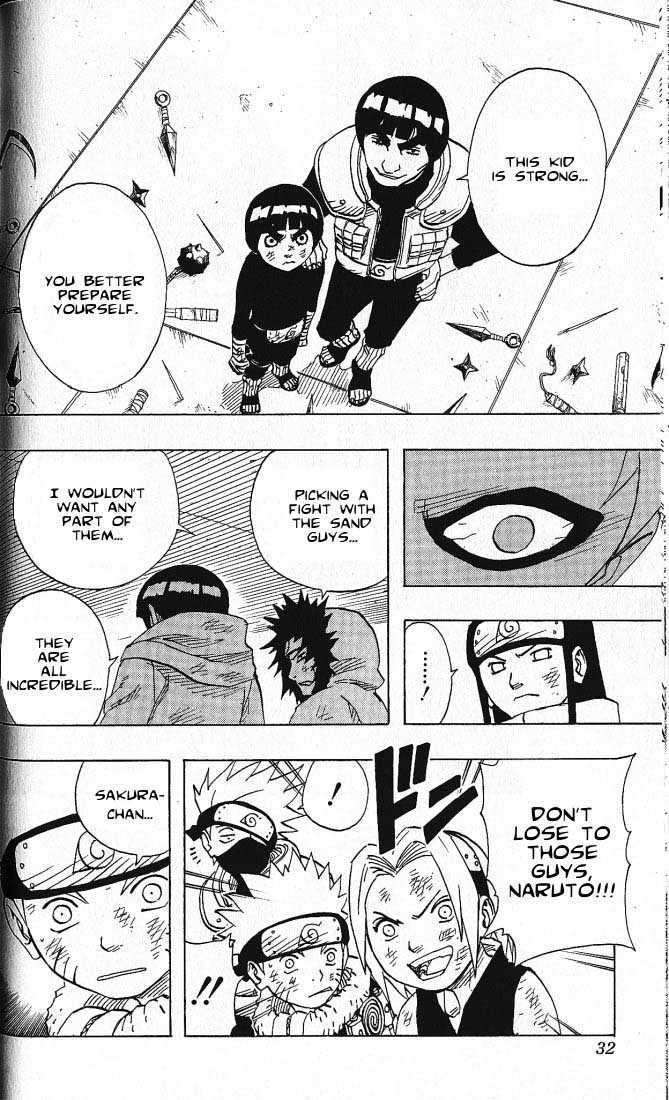 THIS KID
IS STRONG...
YOU BETTER
PREPARE
YOURSELF.
PICKING A
FIGHT WITH
THE SAND
GUYS...
I WOULDN'T
WANT ANY
PART OF
THEM...
THEY
ARE
ALL
INCREDIBLE...
......!
DON'T
LOSE TO
THOSE
GUYS,
NARUTO!!!
ドン
!
!!
SAKURA-
CHAN...
32